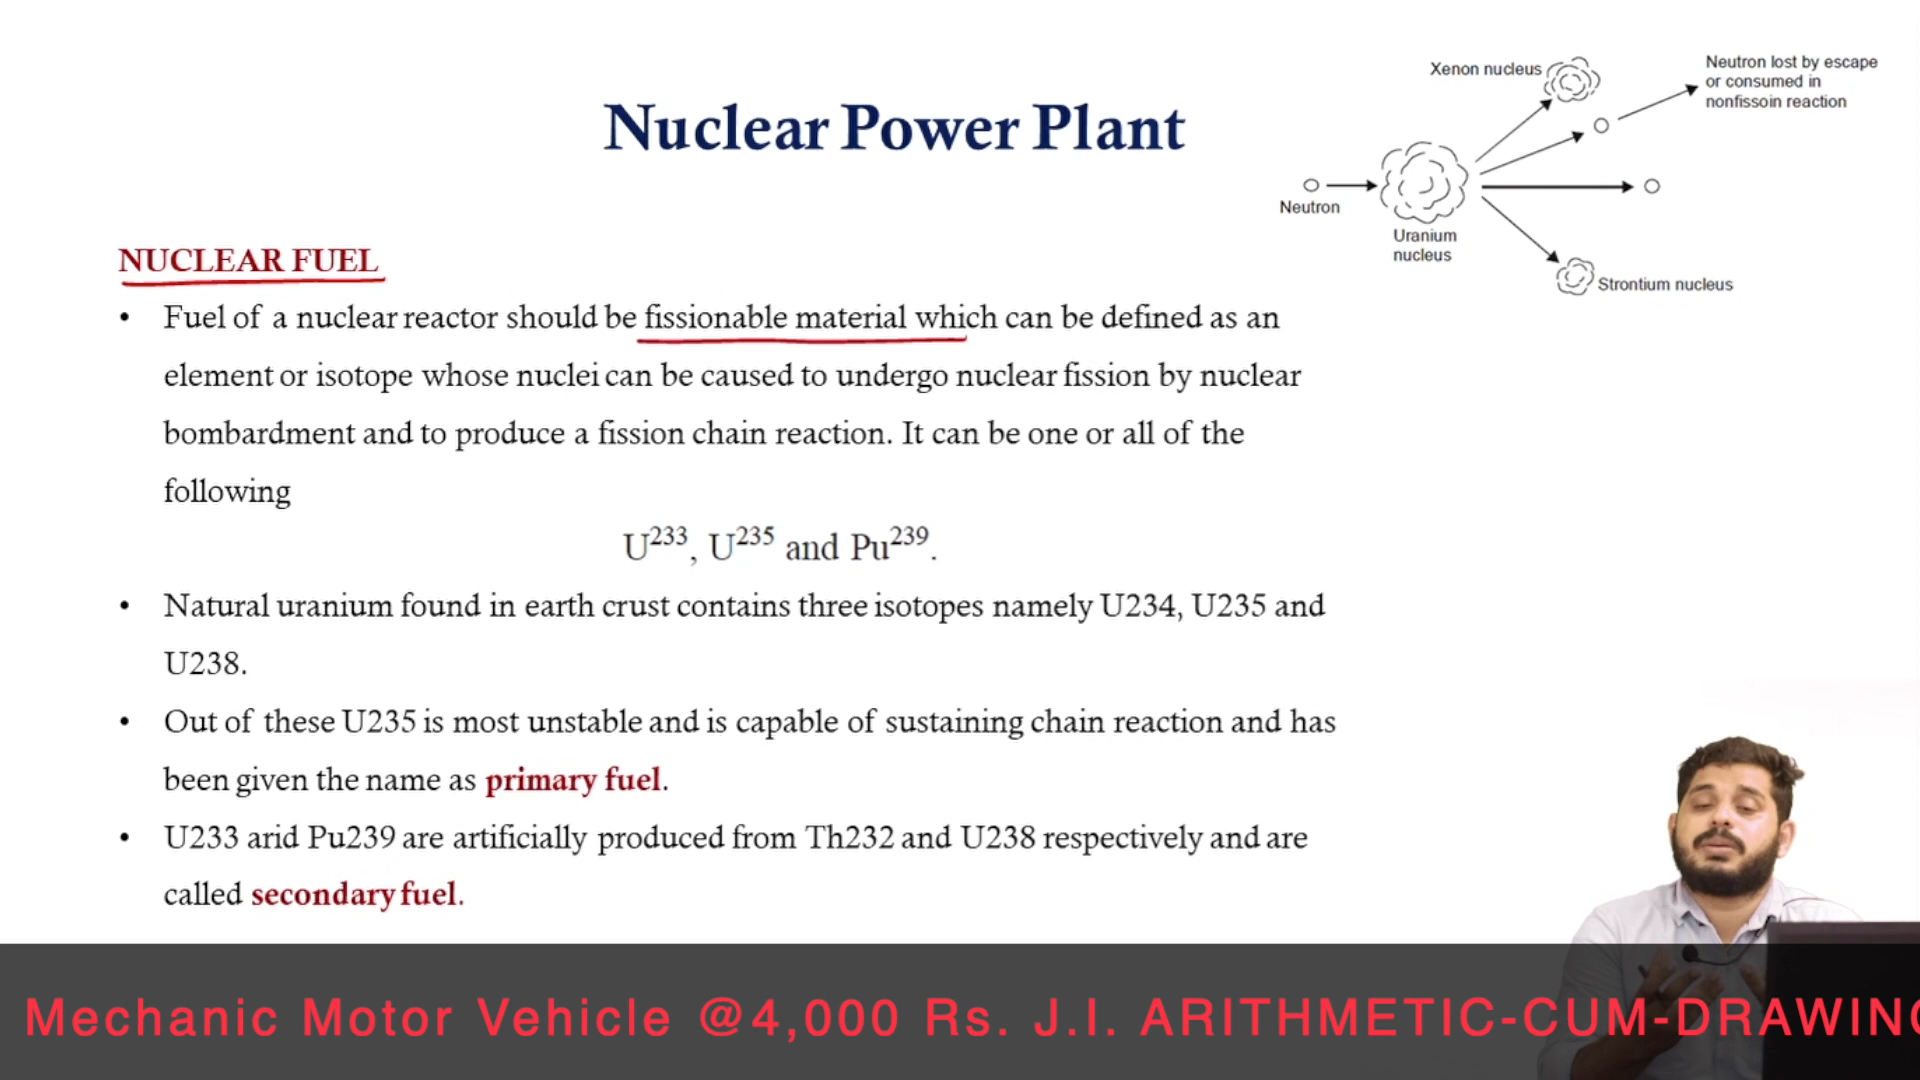 Nuclear Power Plant
Xenon nucleus
Neutron lost by escape
or consumed in
nonfissoin reaction
Neutron
Uranium
nucleus
Strontium nucleus
NUCLEAR FUEL
• Fuel of a nuclear reactor should be fissionable material which can be defined as an
element or isotope whose nuclei can be caused to undergo nuclear fission by nuclear
bombardment and to produce a fission chain reaction. It can be one or all of the
following
U²³³, U²³⁵ and Pu²³⁹.
• Natural uranium found in earth crust contains three isotopes namely U234, U235 and
U238.
• Out of these U235 is most unstable and is capable of sustaining chain reaction and has
been given the name as primary fuel.
• U233 arid Pu239 are artificially produced from Th232 and U238 respectively and are
called secondary fuel.
Mechanic Motor Vehicle @4,000 Rs. J.I. ARITHMETIC-CUM-DRAWING